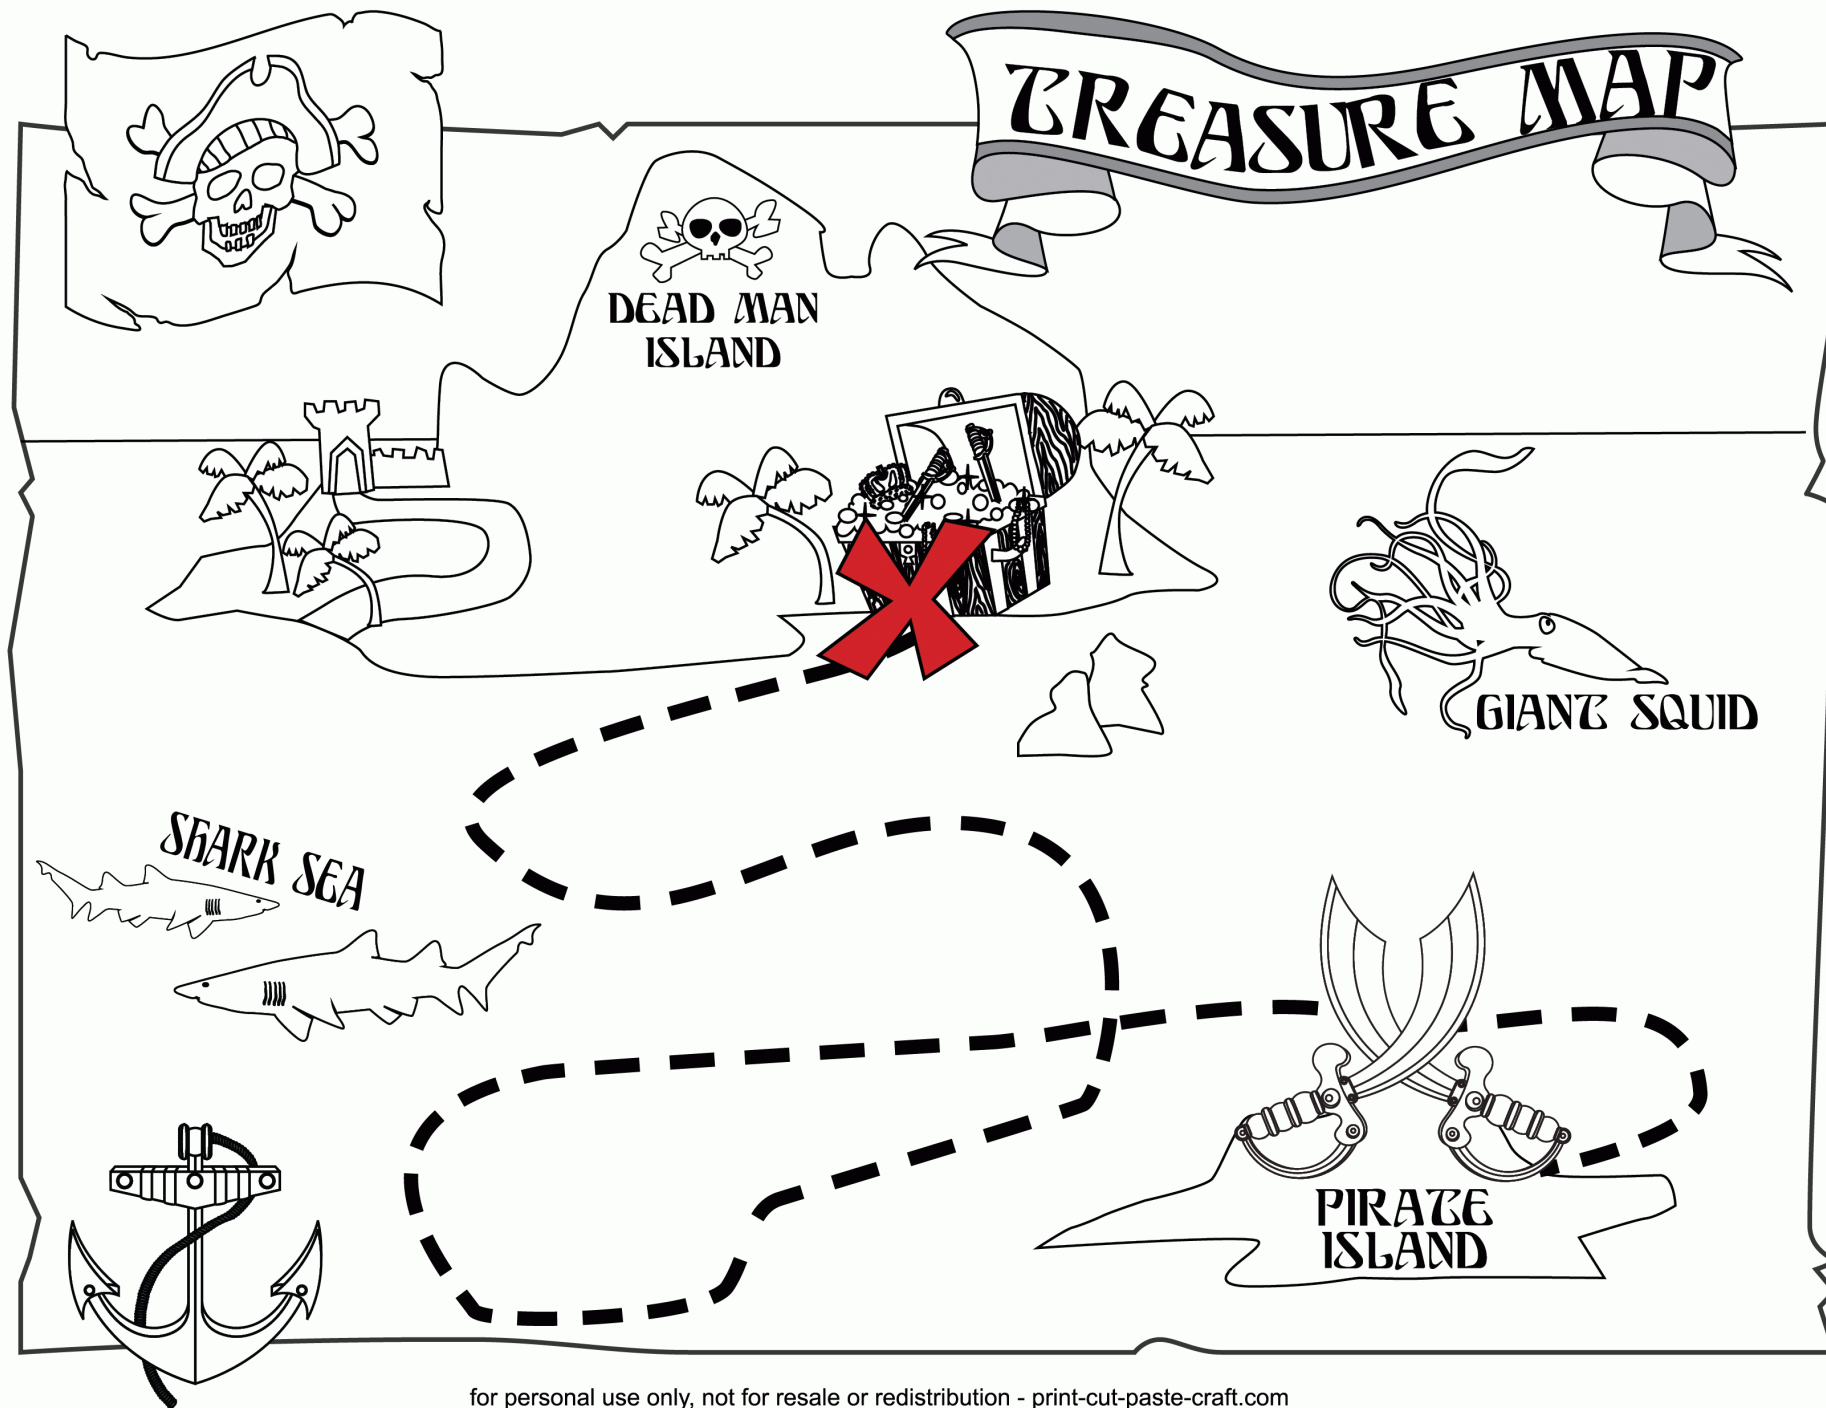 TREASURE MAP
DEAD MAN
ISLAND
GIANT SQUID
SHARK SEA
PIRATE
ISLAND
for personal use only, not for resale or redistribution - print-cut-paste-craft.com